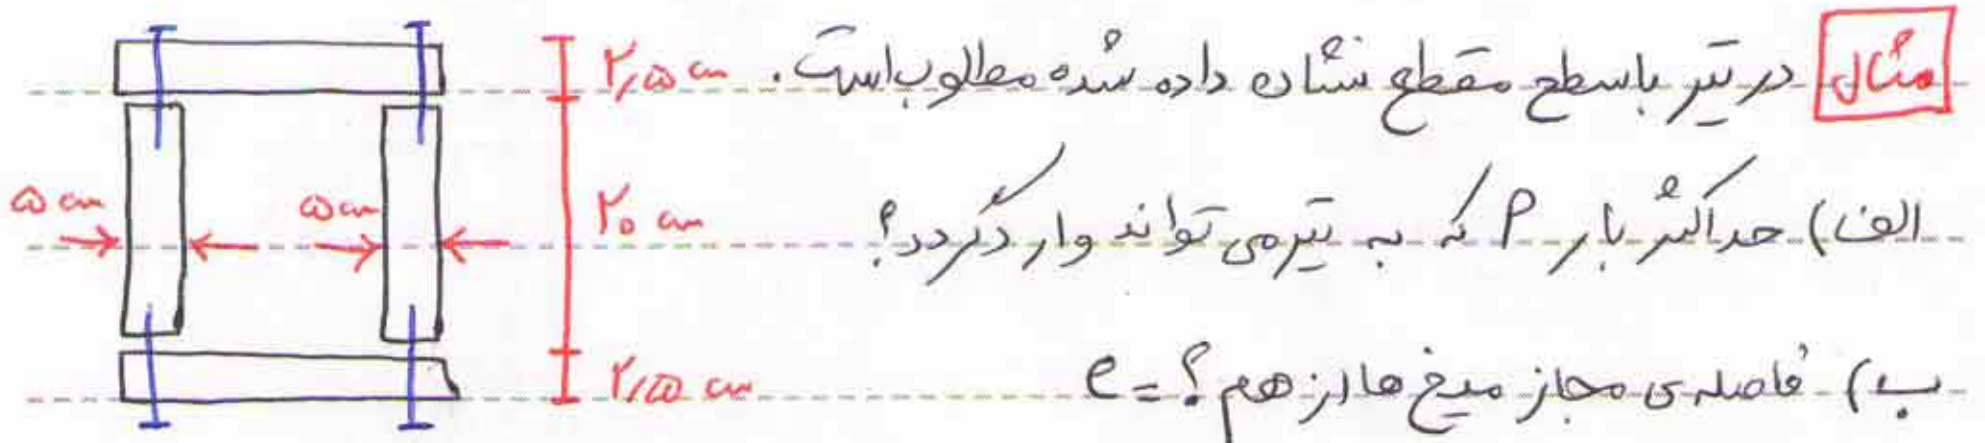 مثال در تیر با سطح مقطع نشان داده شده مطلوب است.
الف) حداکثر بار P که به تیر می تواند وارد گردد؟
ب) فاصله ی مجاز میخ ها از هم؟ = e
۲,۵ cm
۵ cm
۵ cm
۲۰ cm
۲,۵ cm